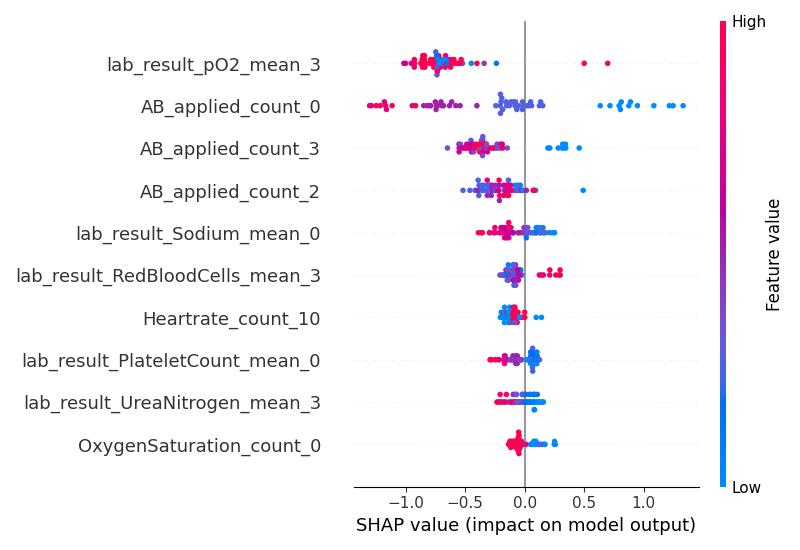 High
lab_result_pO2_mean_3
AB_applied_count_0
AB_applied_count_3
AB_applied_count_2
lab_result_Sodium_mean_0
lab_result_RedBloodCells_mean_3
Heartrate_count_10
lab_result_PlateletCount_mean_0
lab_result_UreaNitrogen_mean_3
OxygenSaturation_count_0
Feature value
Low
−1.0 −0.5 0.0 0.5 1.0
SHAP value (impact on model output)